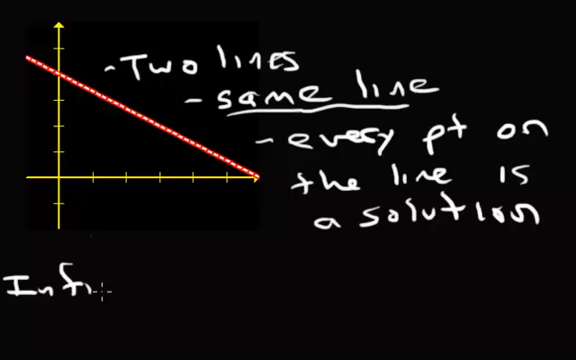 - Two lines
- same line
- every pt on
the line is
a solution
Infi